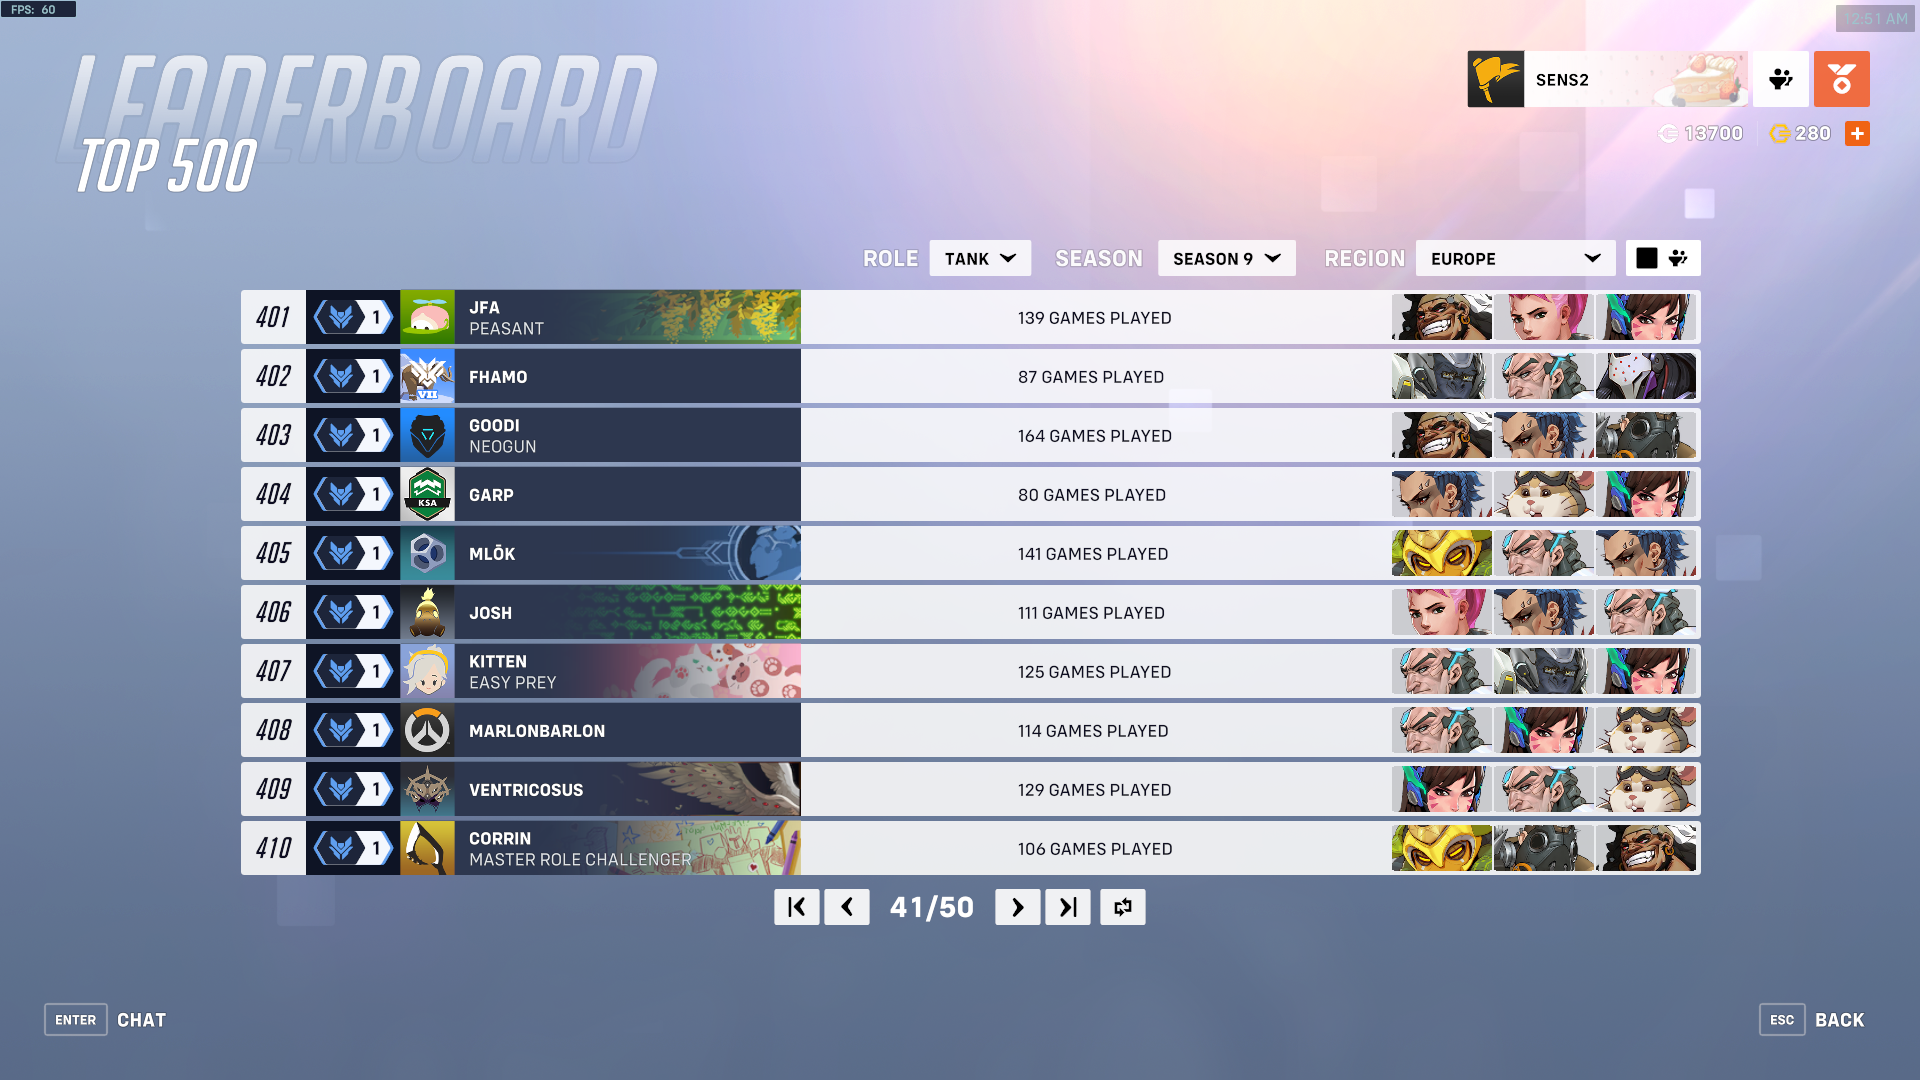 FPS: 60
12:51 AM
LEADERBOARD
TOP 500
SENS2
13700
280
ROLE TANK SEASON SEASON 9 REGION EUROPE
401 1 JFA PEASANT 139 GAMES PLAYED
402 1 VII FHAMO 87 GAMES PLAYED
403 1 GOODI NEOGUN 164 GAMES PLAYED
404 1 KSA GARP 80 GAMES PLAYED
405 1 MLŌK 141 GAMES PLAYED
406 1 JOSH 111 GAMES PLAYED
407 1 KITTEN EASY PREY 125 GAMES PLAYED
408 1 MARLONBARLON 114 GAMES PLAYED
409 1 VENTRICOSUS 129 GAMES PLAYED
410 1 CORRIN MASTER ROLE CHALLENGER 106 GAMES PLAYED
41/50
ENTER CHAT
ESC BACK